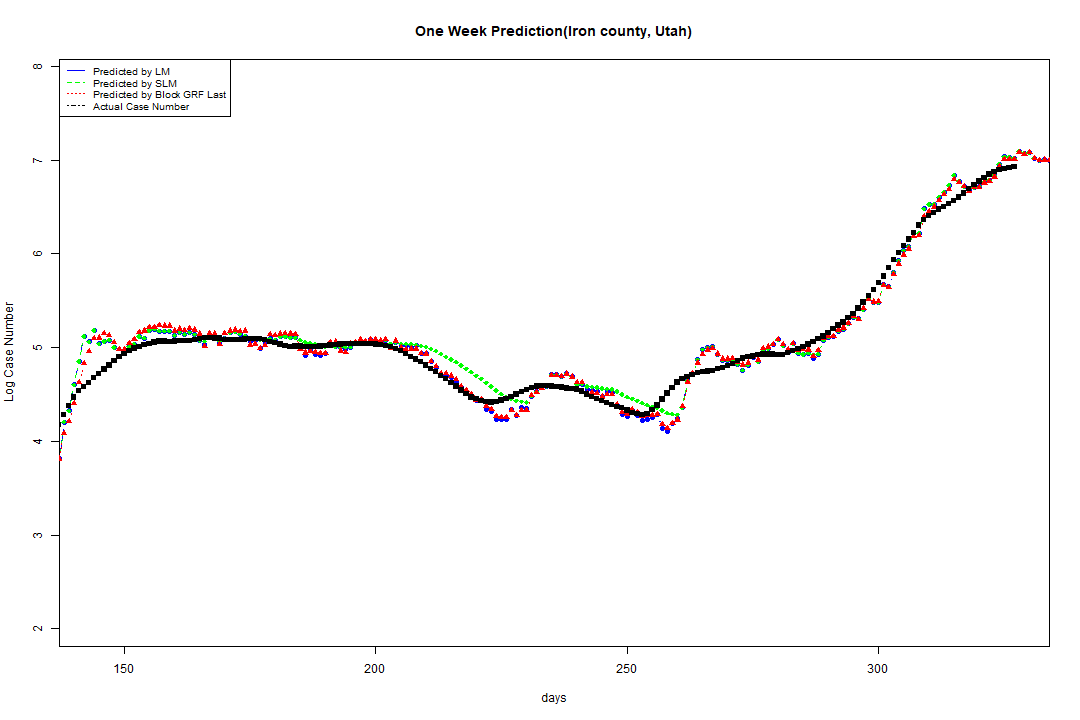 One Week Prediction(Iron county, Utah)
Predicted by LM
Predicted by SLM
Predicted by Block GRF Last
Actual Case Number
8
7
6
5
4
3
2
Log Case Number
150 200 250 300
days